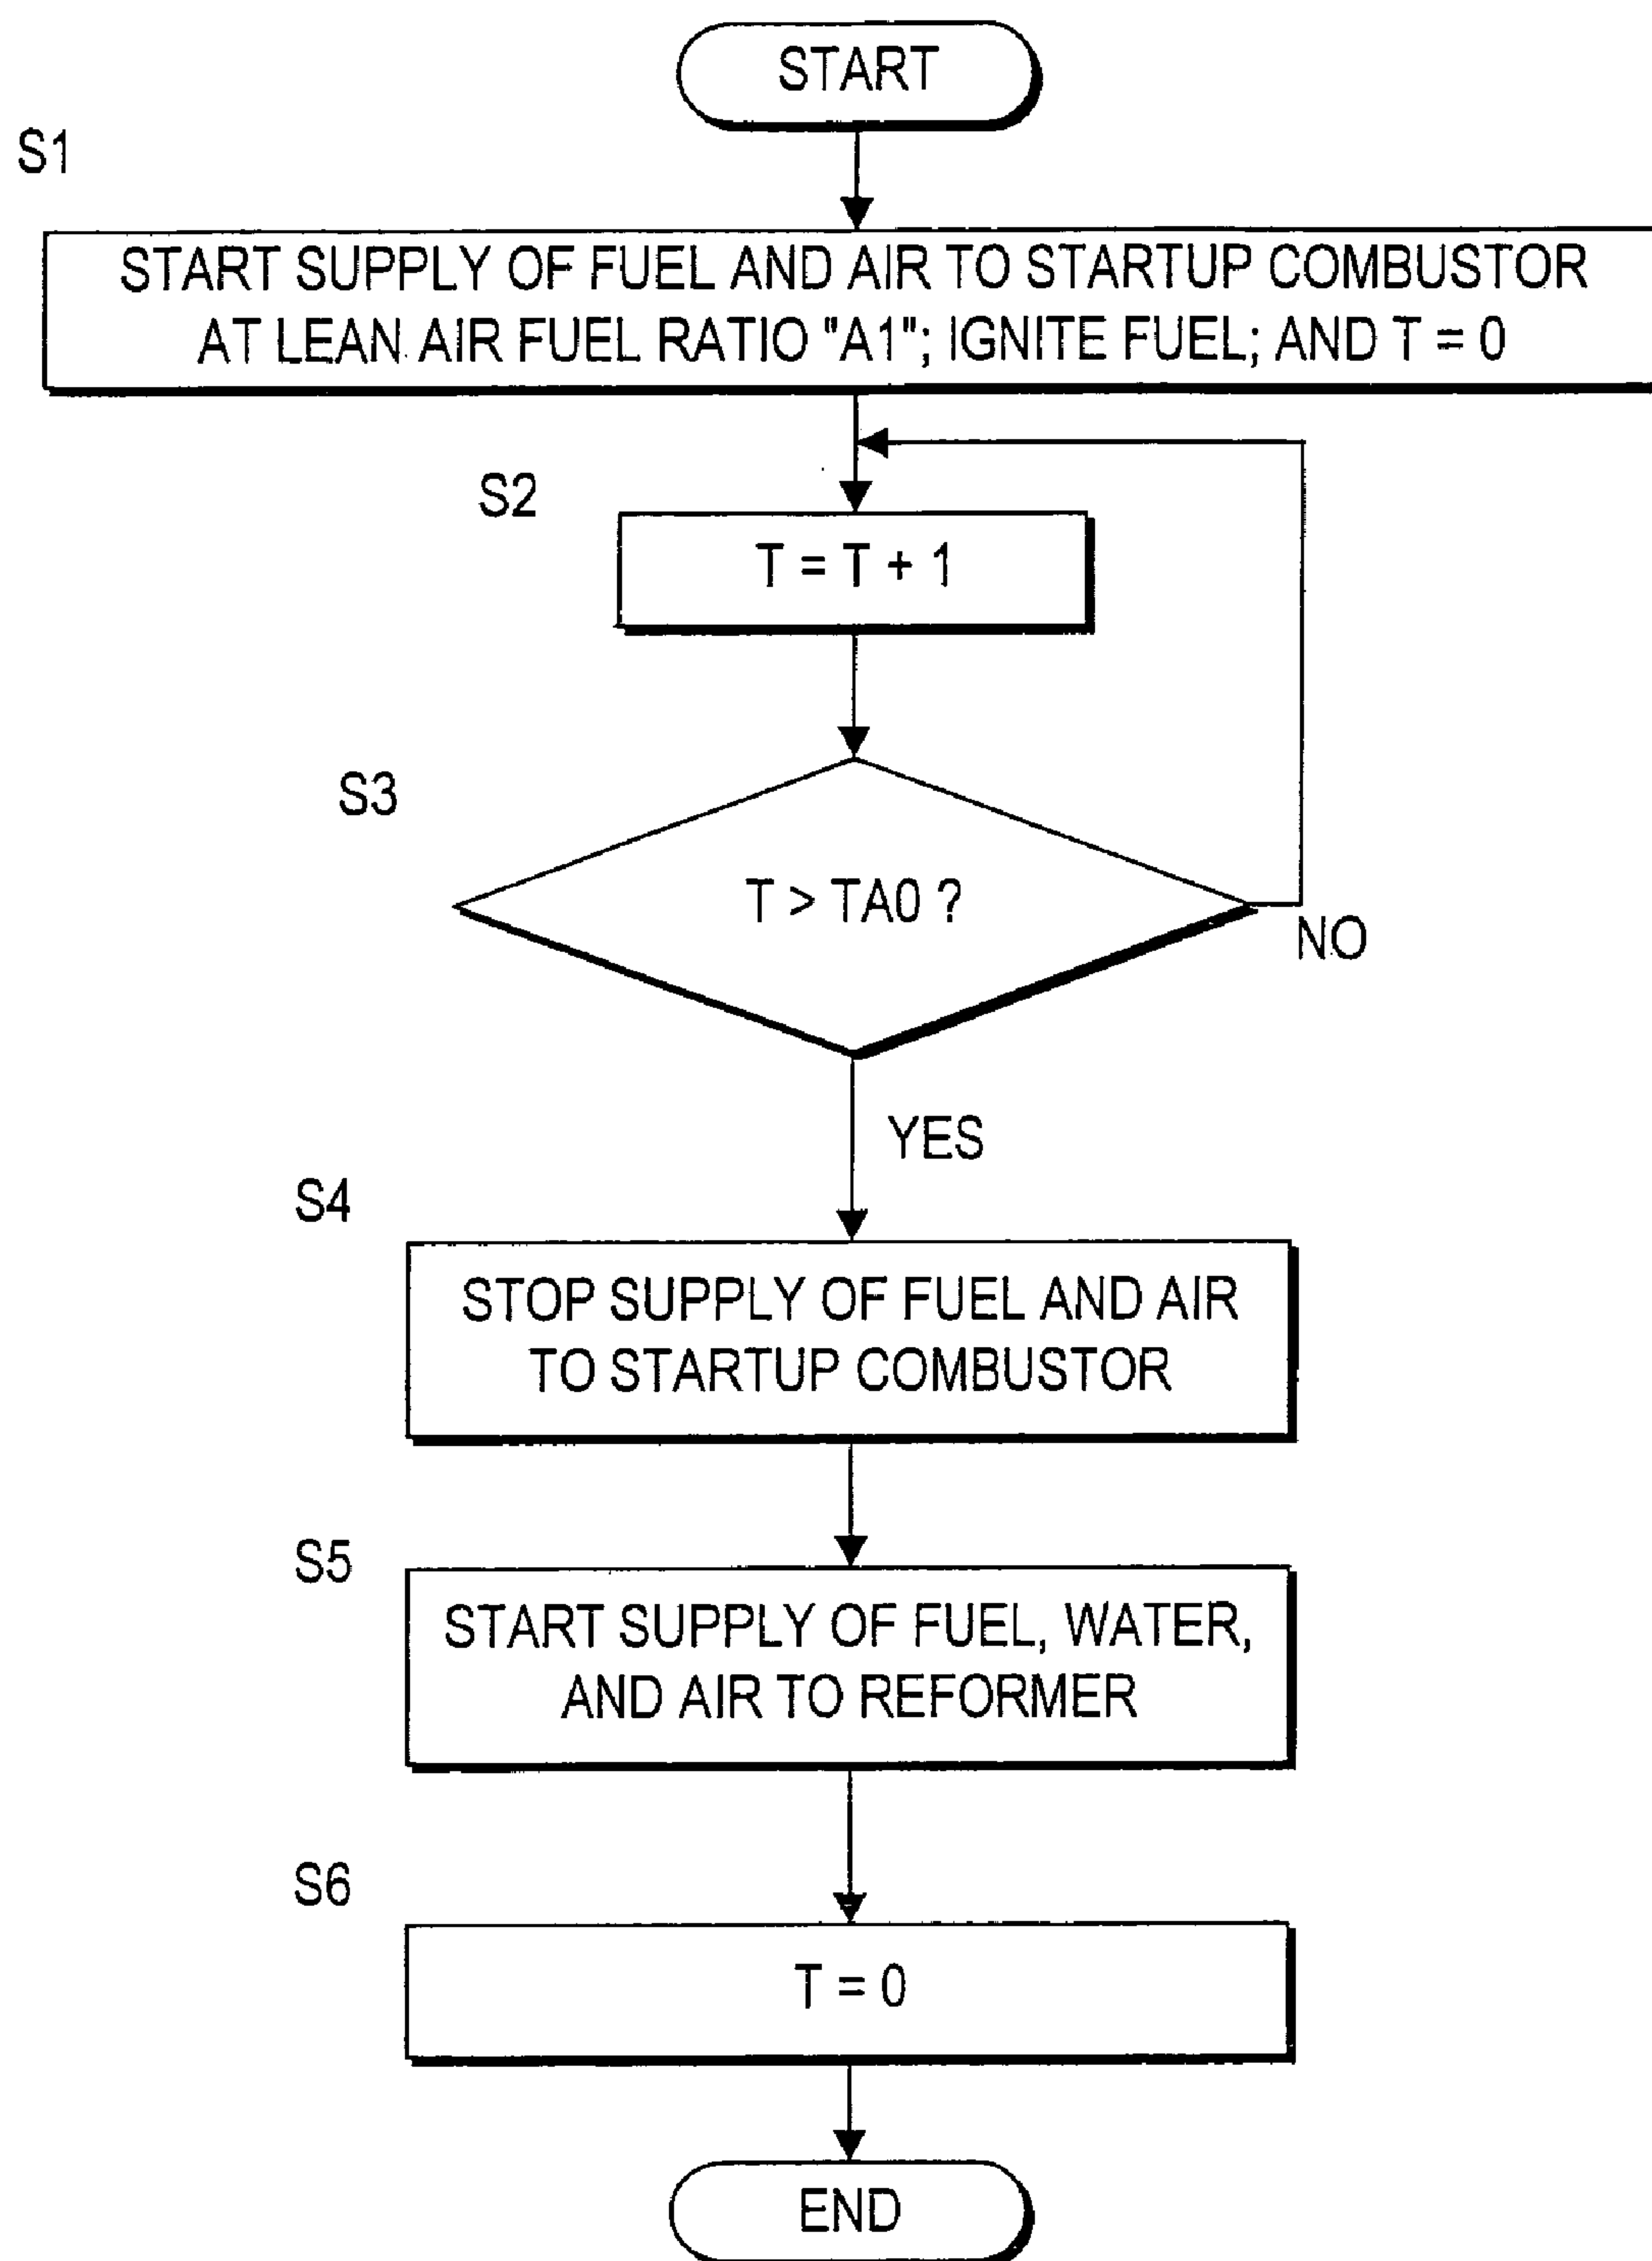 START
S1
START SUPPLY OF FUEL AND AIR TO STARTUP COMBUSTOR
AT LEAN AIR FUEL RATIO "A1"; IGNITE FUEL; AND T = 0
S2
T = T + 1
S3
T > TA0 ?
NO
YES
S4
STOP SUPPLY OF FUEL AND AIR
TO STARTUP COMBUSTOR
S5
START SUPPLY OF FUEL, WATER,
AND AIR TO REFORMER
S6
T = 0
END